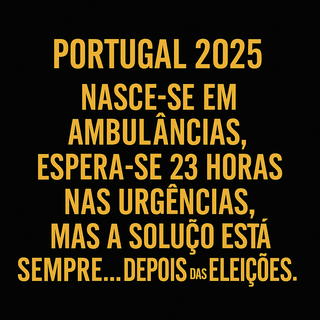 PORTUGAL 2025
NASCE-SE EM
AMBULÂNCIAS,
ESPERA-SE 23 HORAS
NAS URGÊNCIAS,
MAS A SOLUÇO ESTÁ
SEMPRE... DEPOIS DAS ELEIÇÕES.